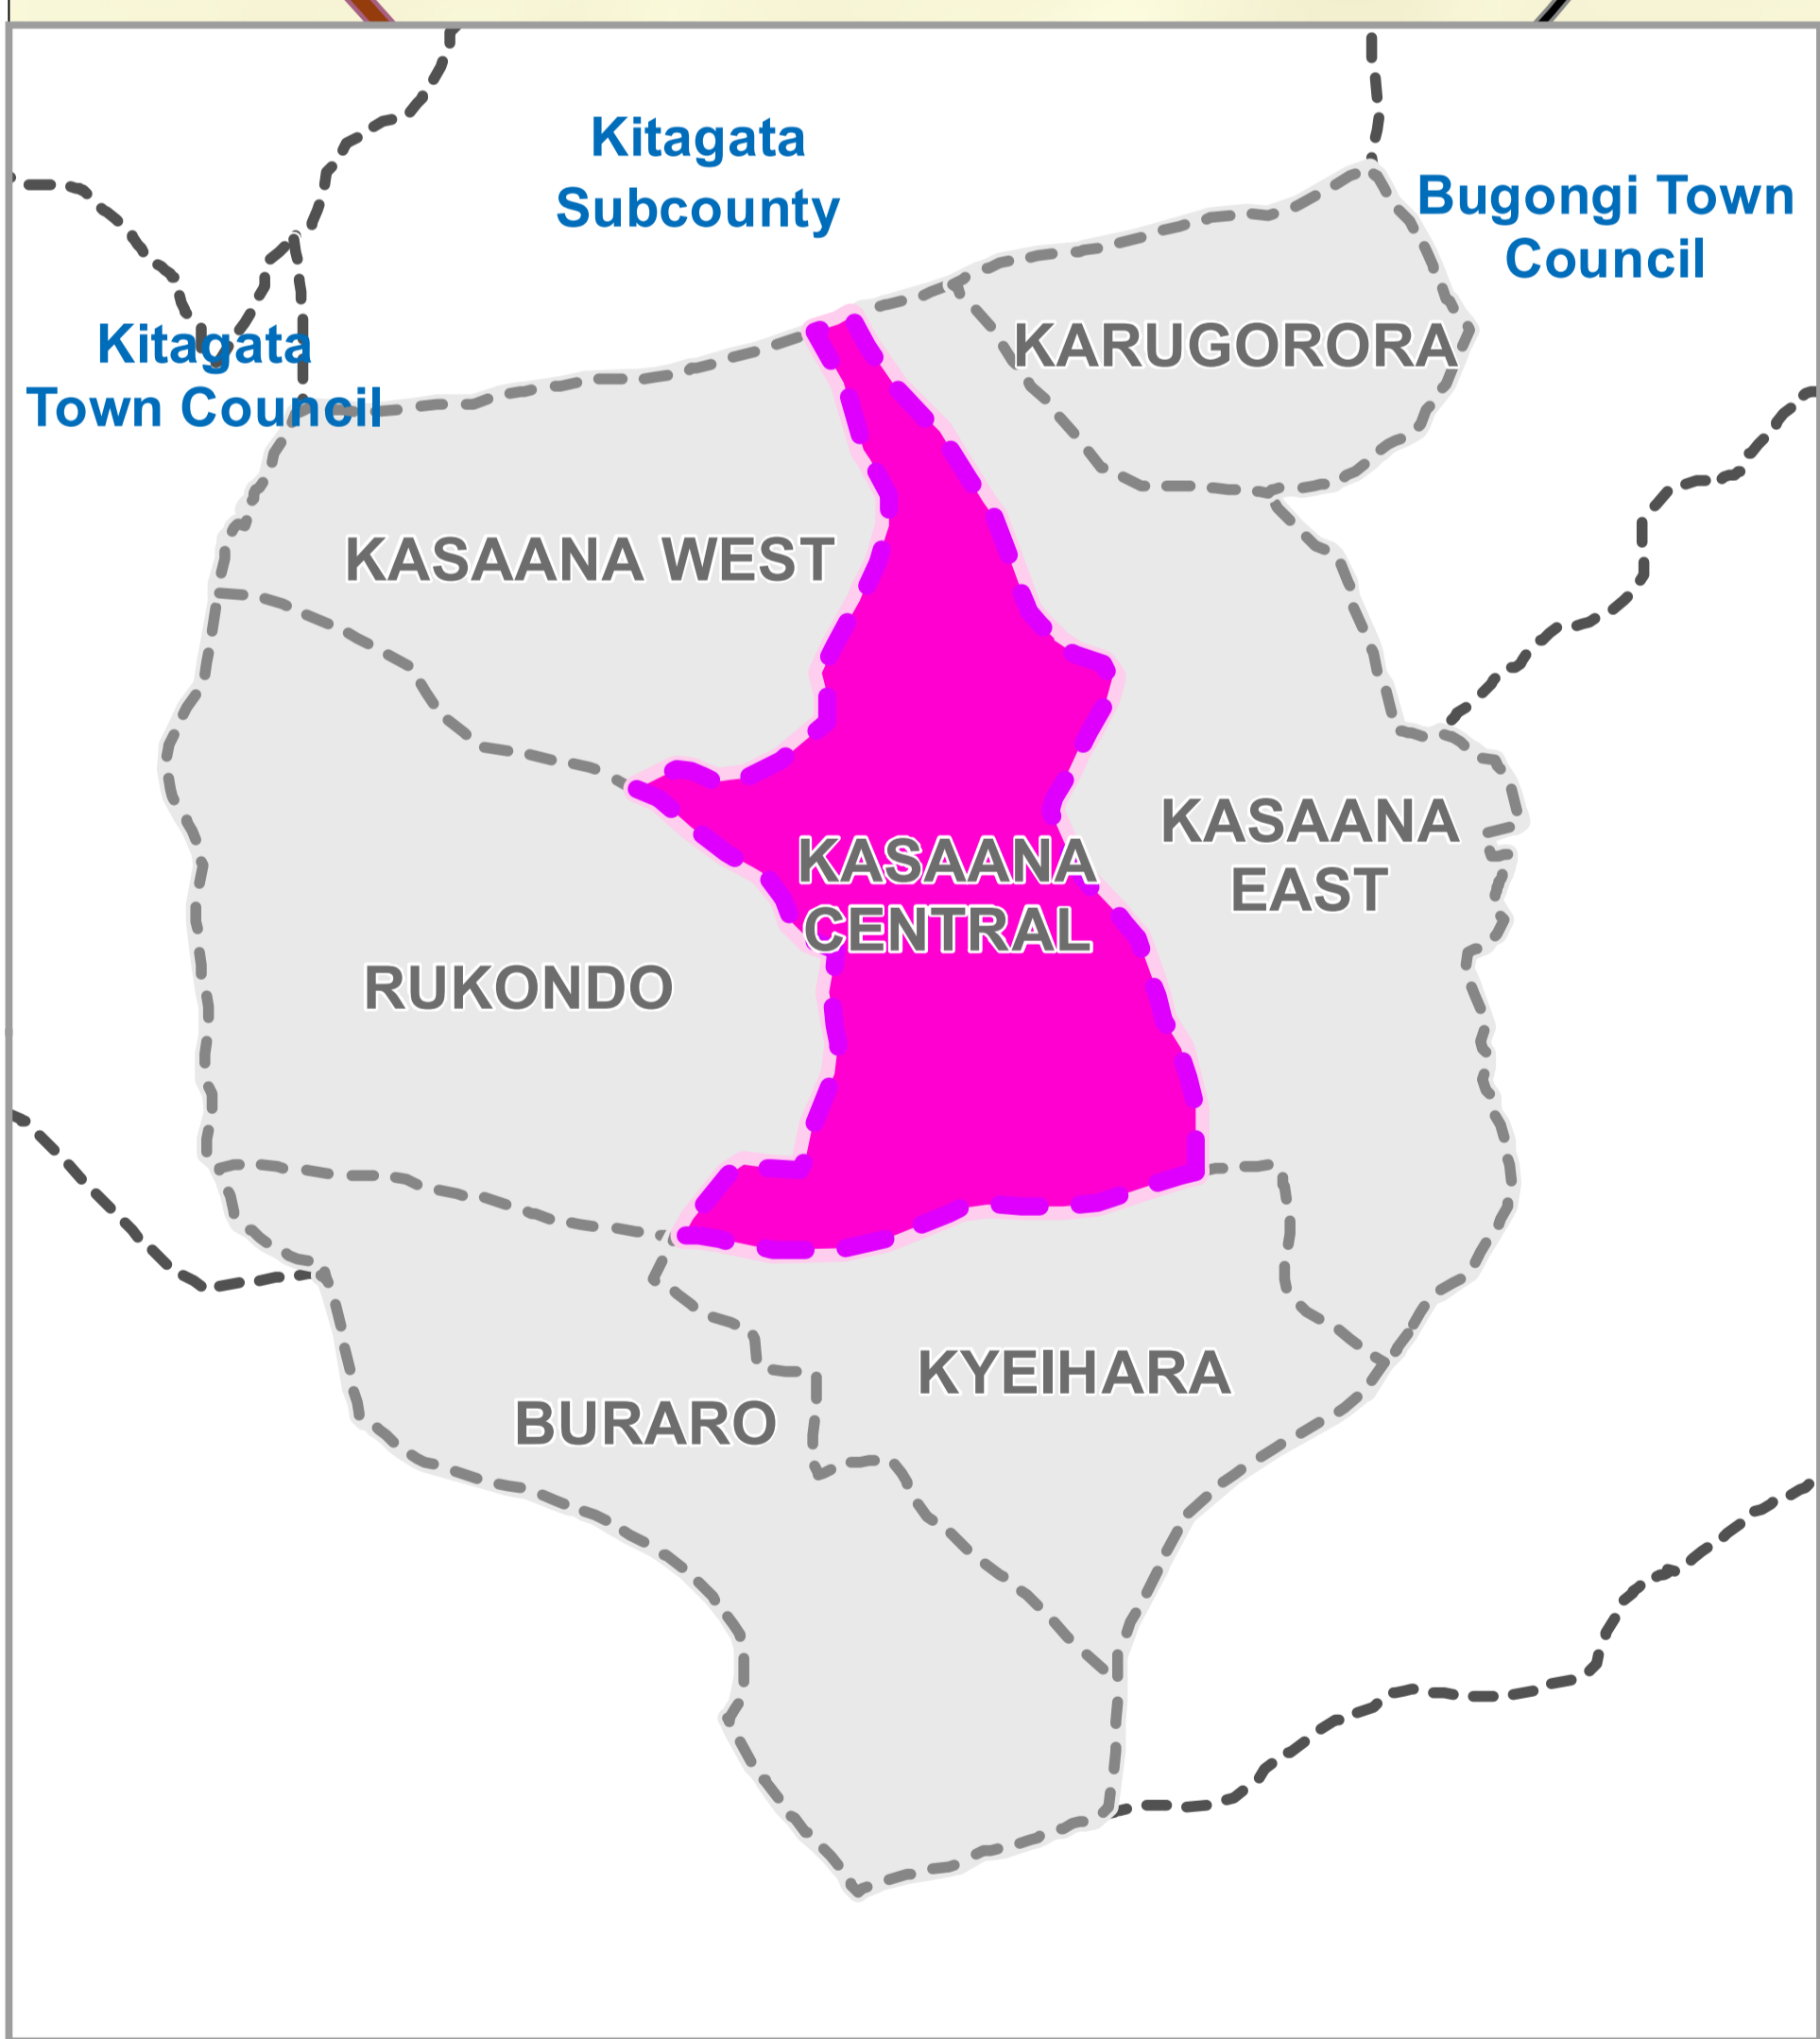 Kitagata
Subcounty
Bugongi Town
Council
Kitagata
Town Council
KARUGORORA
KASAANA WEST
KASAANA
EAST
KASAANA
CENTRAL
RUKONDO
KYEIHARA
BURARO